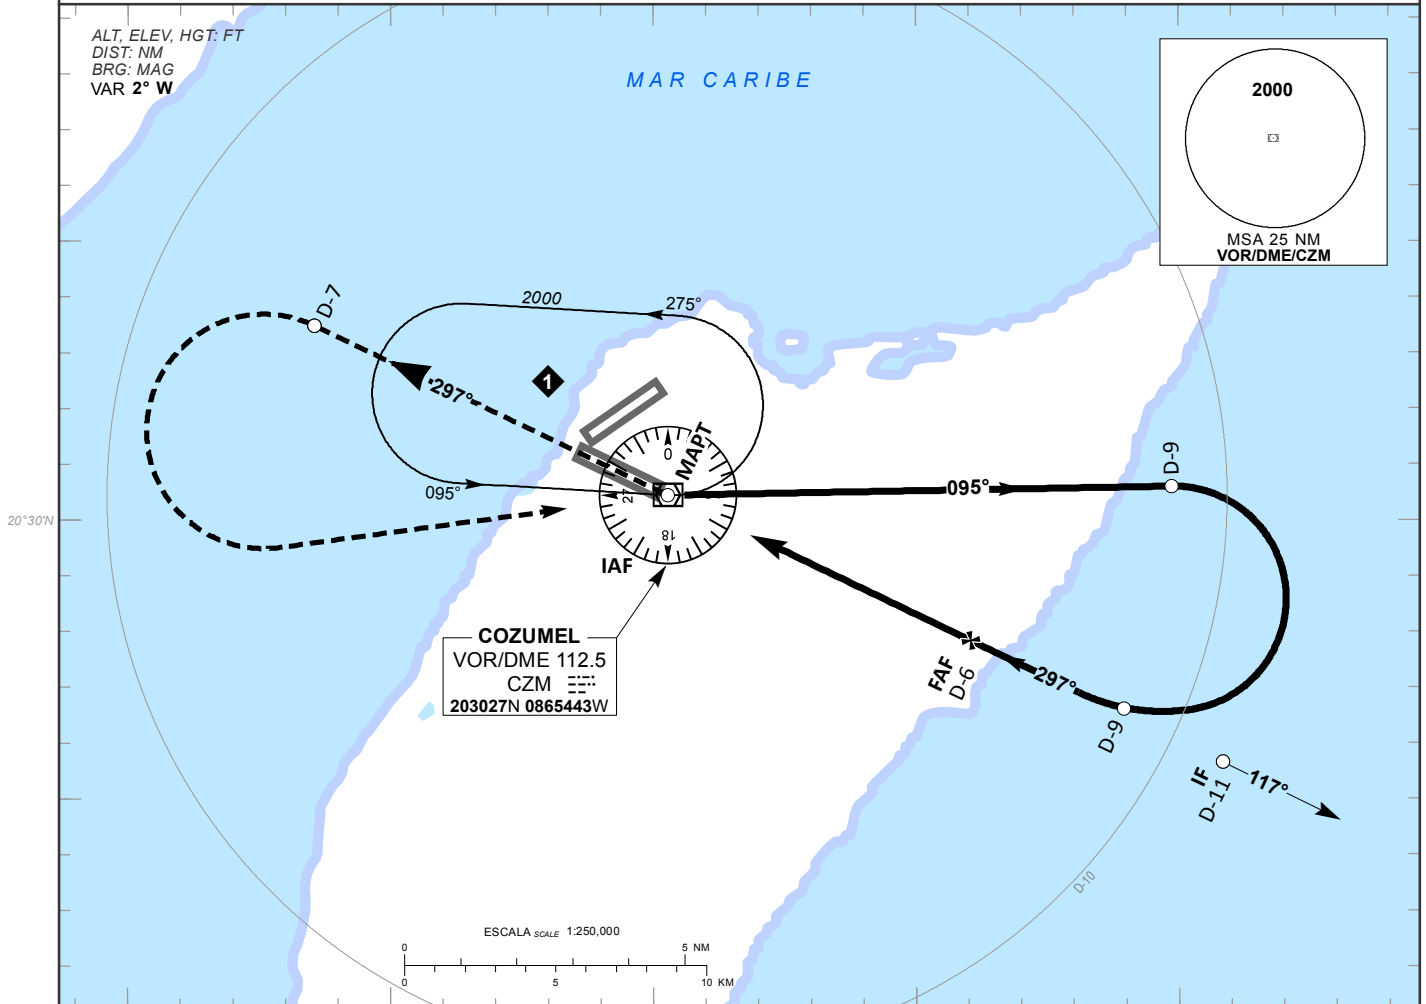 ALT, ELEV, HGT: FT
DIST: NM
BRG: MAG
VAR 2° W
MAR CARIBE
2000
MSA 25 NM
VOR/DME/CZM
D-7
2000
275°
1
297°
MAPT
0
27
18
095°
095°
D-9
20°30'N
IAF
COZUMEL
VOR/DME 112.5
CZM
203027N 0865443W
FAF
D-6
297°
D-9
IF
D-11
117°
D-10
ESCALA SCALE 1:250,000
0 5 NM
0 5 10 KM